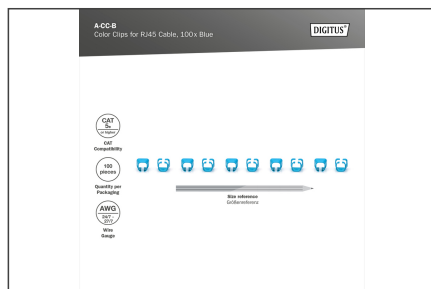 A-CC-B
Color Clips for RJ45 Cable, 100x Blue
DIGITUS®
CAT
5e
or higher
CAT
Compatibility
100
pieces
Quantity per
Packaging
AWG
24/7 -
27/7
Wire
Gauge
Size reference
Größenreferenz